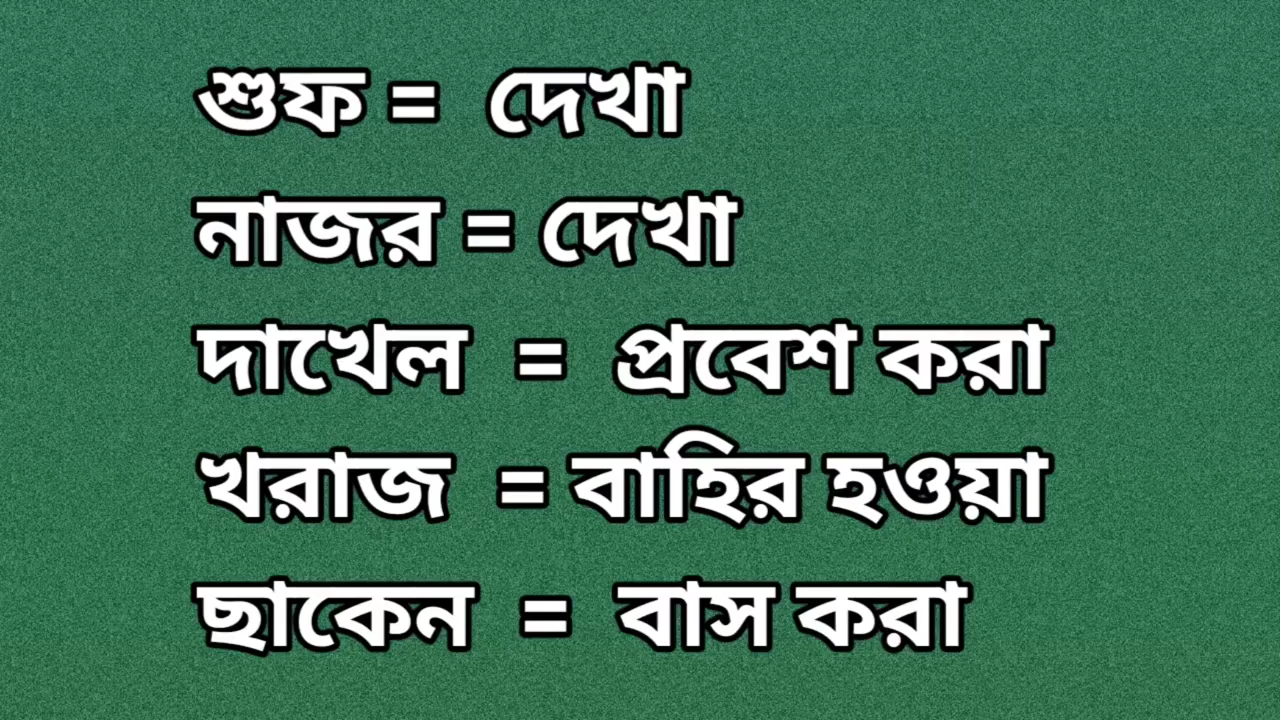 শুফ = দেখা
নাজর = দেখা
দাখেল = প্রবেশ করা
খরাজ = বাহির হওয়া
ছাকেন = বাস করা